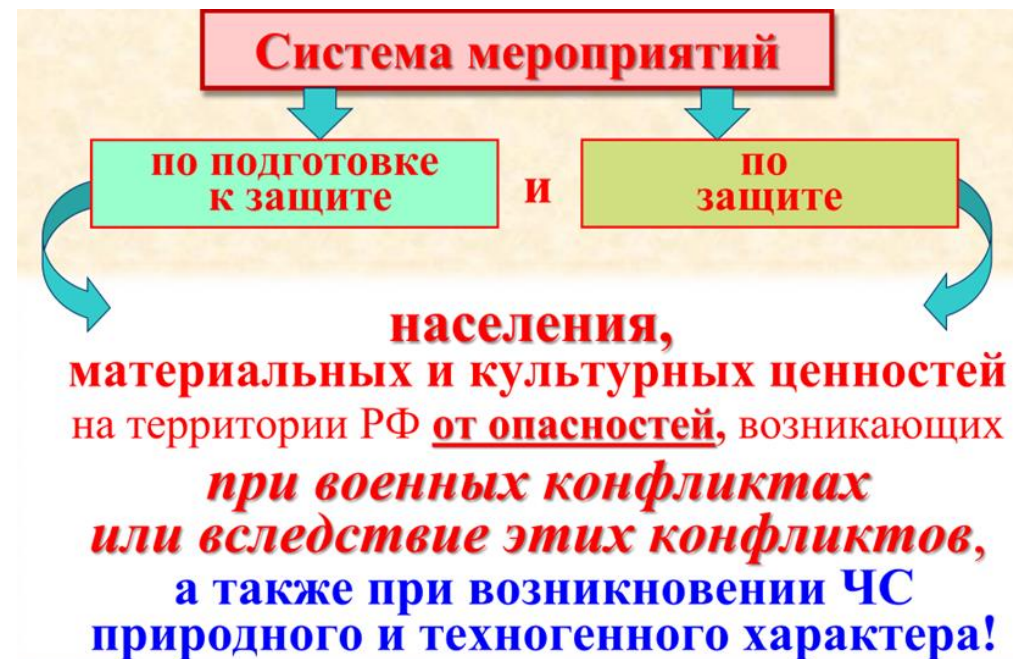 Система мероприятий
по подготовке
к защите
и
по
защите
населения,
материальных и культурных ценностей
на территории РФ от опасностей, возникающих
при военных конфликтах
или вследствие этих конфликтов,
а также при возникновении ЧС
природного и техногенного характера!